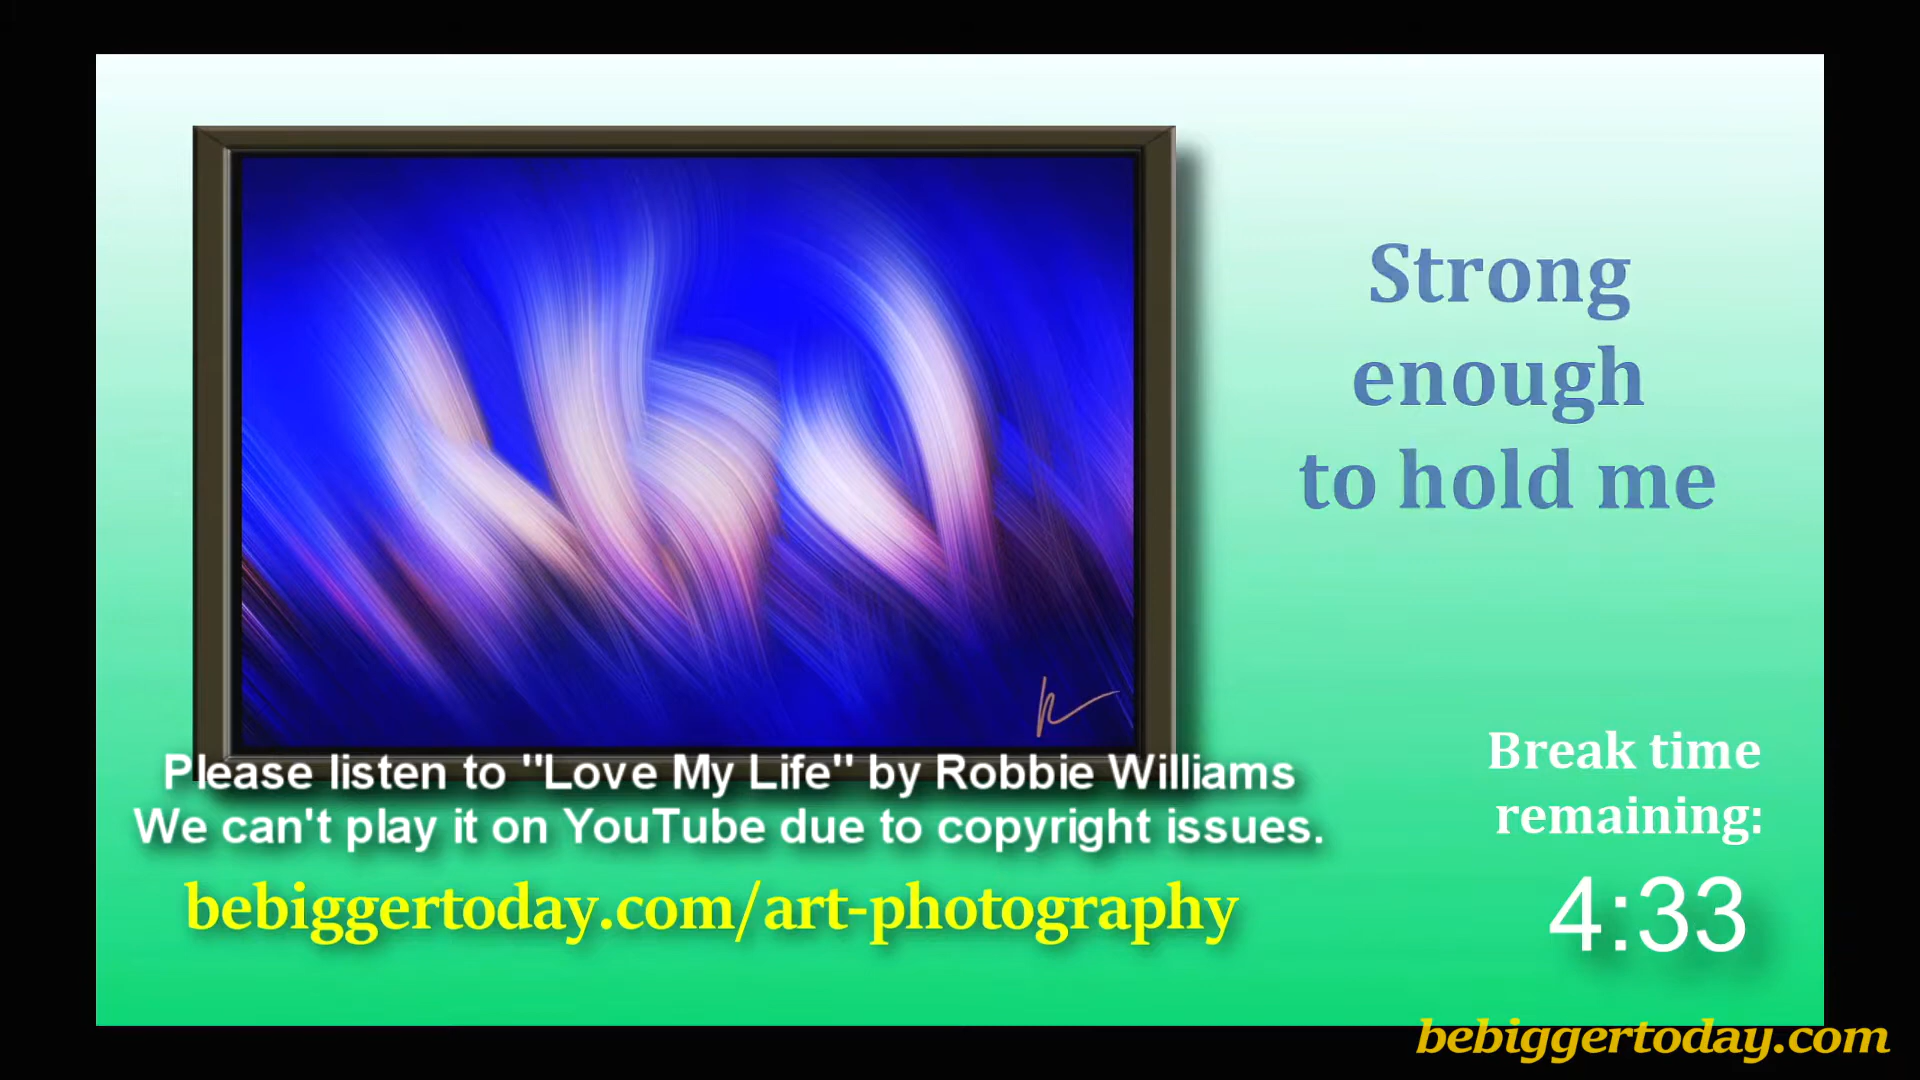 Strong
enough
to hold me
Please listen to "Love My Life" by Robbie Williams
We can't play it on YouTube due to copyright issues.
bebiggertoday.com/art-photography
Break time
remaining:
4:33
bebiggertoday.com